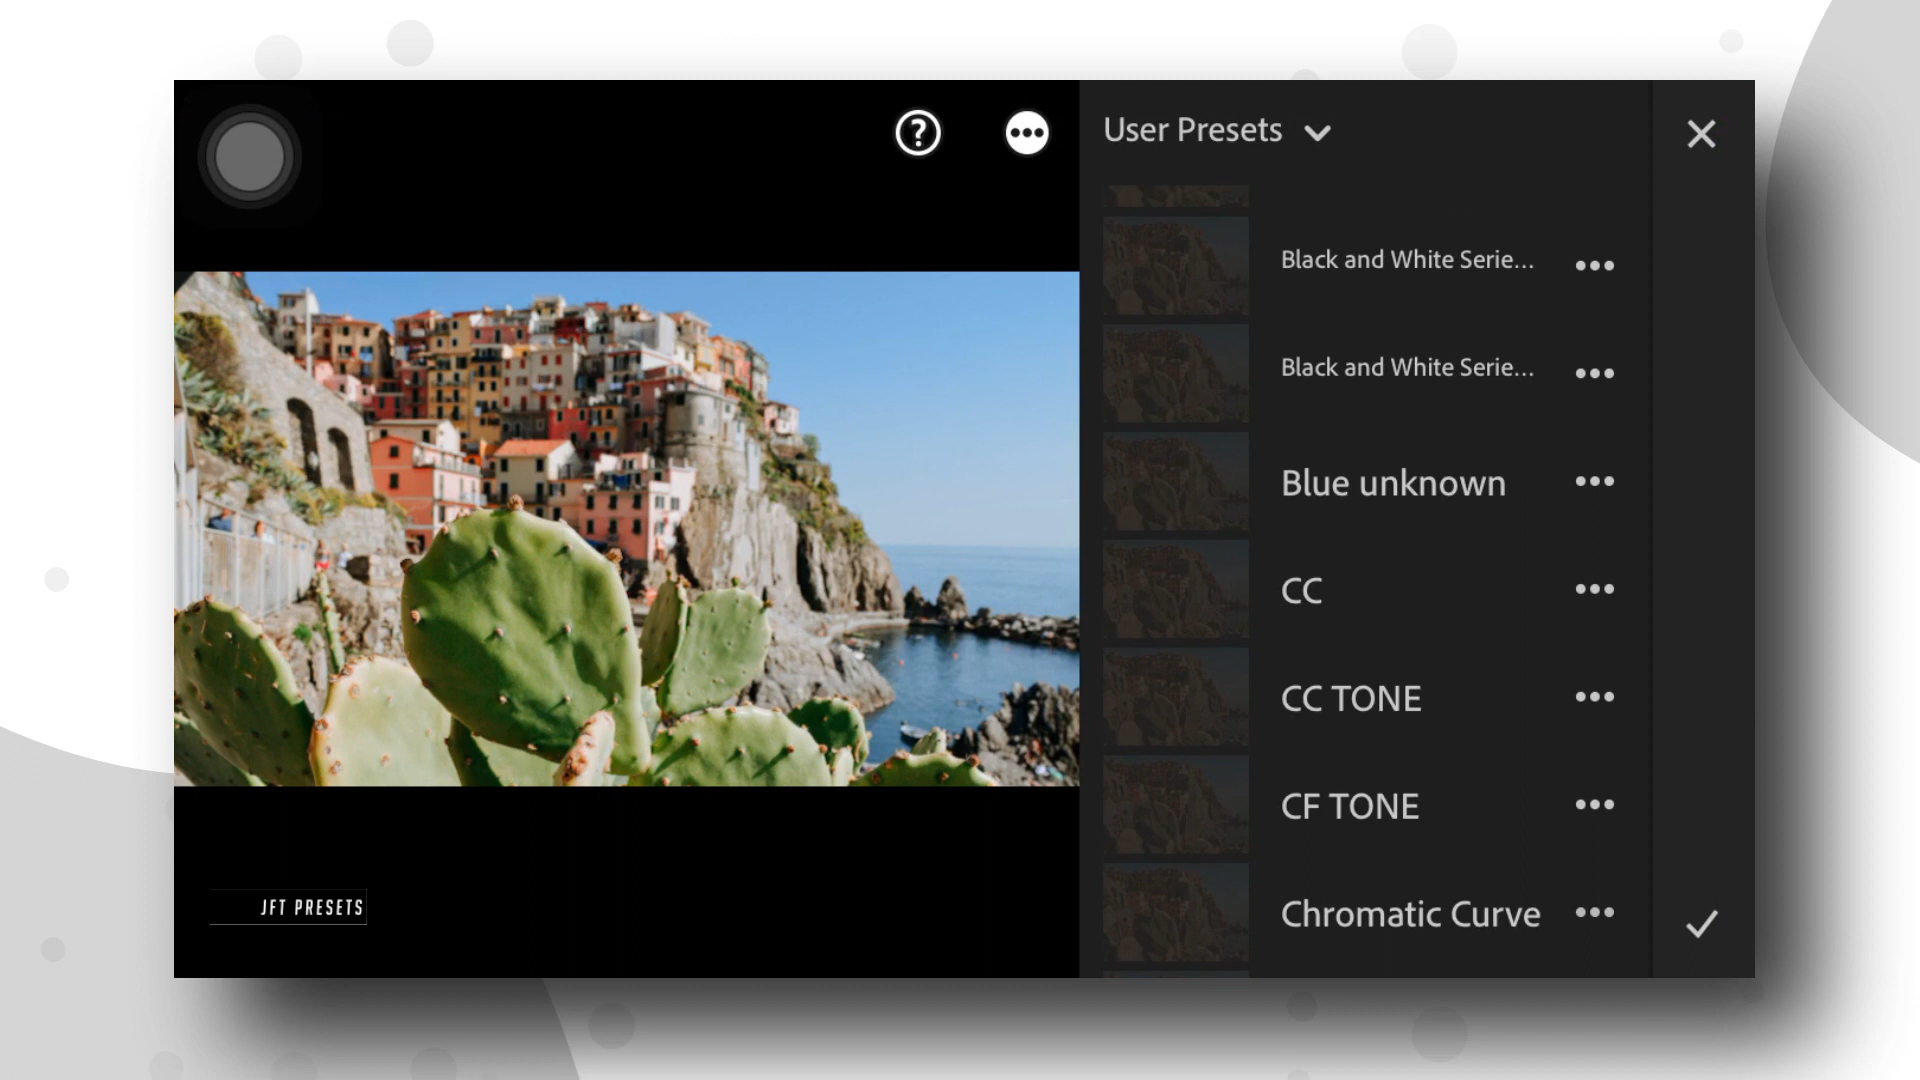 User Presets
Black and White Serie...
Black and White Serie...
Blue unknown
CC
CC TONE
CF TONE
Chromatic Curve
JFT PRESETS